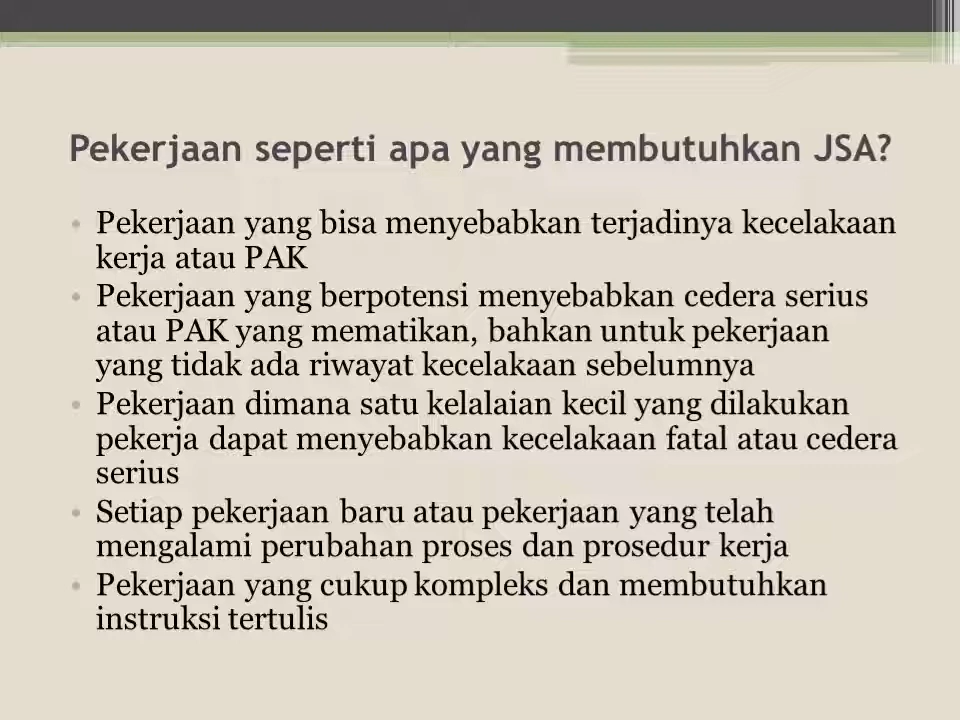 Pekerjaan seperti apa yang membutuhkan JSA?
• Pekerjaan yang bisa menyebabkan terjadinya kecelakaan
kerja atau PAK
• Pekerjaan yang berpotensi menyebabkan cedera serius
atau PAK yang mematikan, bahkan untuk pekerjaan
yang tidak ada riwayat kecelakaan sebelumnya
• Pekerjaan dimana satu kelalaian kecil yang dilakukan
pekerja dapat menyebabkan kecelakaan fatal atau cedera
serius
• Setiap pekerjaan baru atau pekerjaan yang telah
mengalami perubahan proses dan prosedur kerja
• Pekerjaan yang cukup kompleks dan membutuhkan
instruksi tertulis